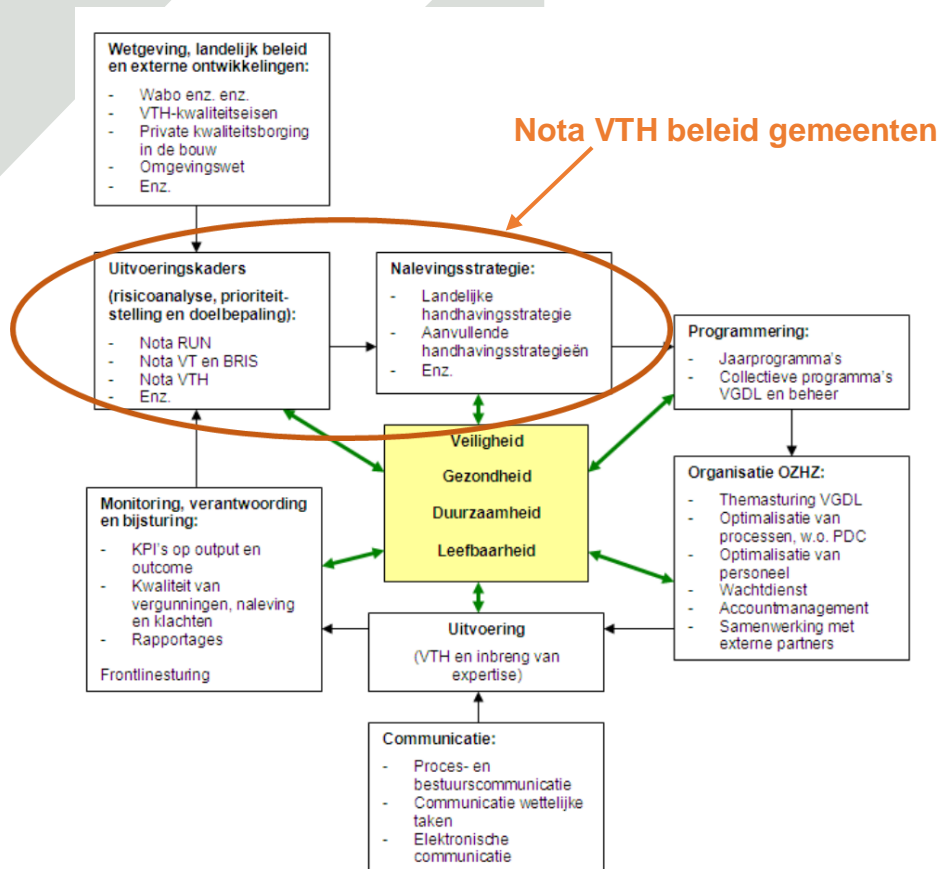 Wetgeving, landelijk beleid
en externe ontwikkelingen:
- Wabo enz. enz.
- VTH-kwaliteitseisen
- Private kwaliteitsborging
in de bouw
- Omgevingswet
- Enz.
Nota VTH beleid gemeenten
Uitvoeringskaders
(risicoanalyse, prioriteit-
stelling en doelbepaling):
- Nota RUN
- Nota VT en BRIS
- Nota VTH
- Enz.
Nalevingsstrategie:
- Landelijke
handhavingsstrategie
- Aanvullende
handhavingsstrategieën
- Enz.
Programmering:
- Jaarprogramma's
- Collectieve programma's
VGDL en beheer
Veiligheid
Gezondheid
Duurzaamheid
Leefbaarheid
Organisatie OZHZ:
- Themasturing VGDL
- Optimalisatie van
processen, w.o. PDC
- Optimalisatie van
personeel
- Wachtdienst
- Accountmanagement
- Samenwerking met
externe partners
Monitoring, verantwoording
en bijsturing:
- KPI's op output en
outcome
- Kwaliteit van
vergunningen, naleving
en klachten
- Rapportages
Frontlinesturing
Uitvoering
(VTH en inbreng van
expertise)
Communicatie:
- Proces- en
bestuurscommunicatie
- Communicatie wettelijke
taken
- Elektronische
communicatie